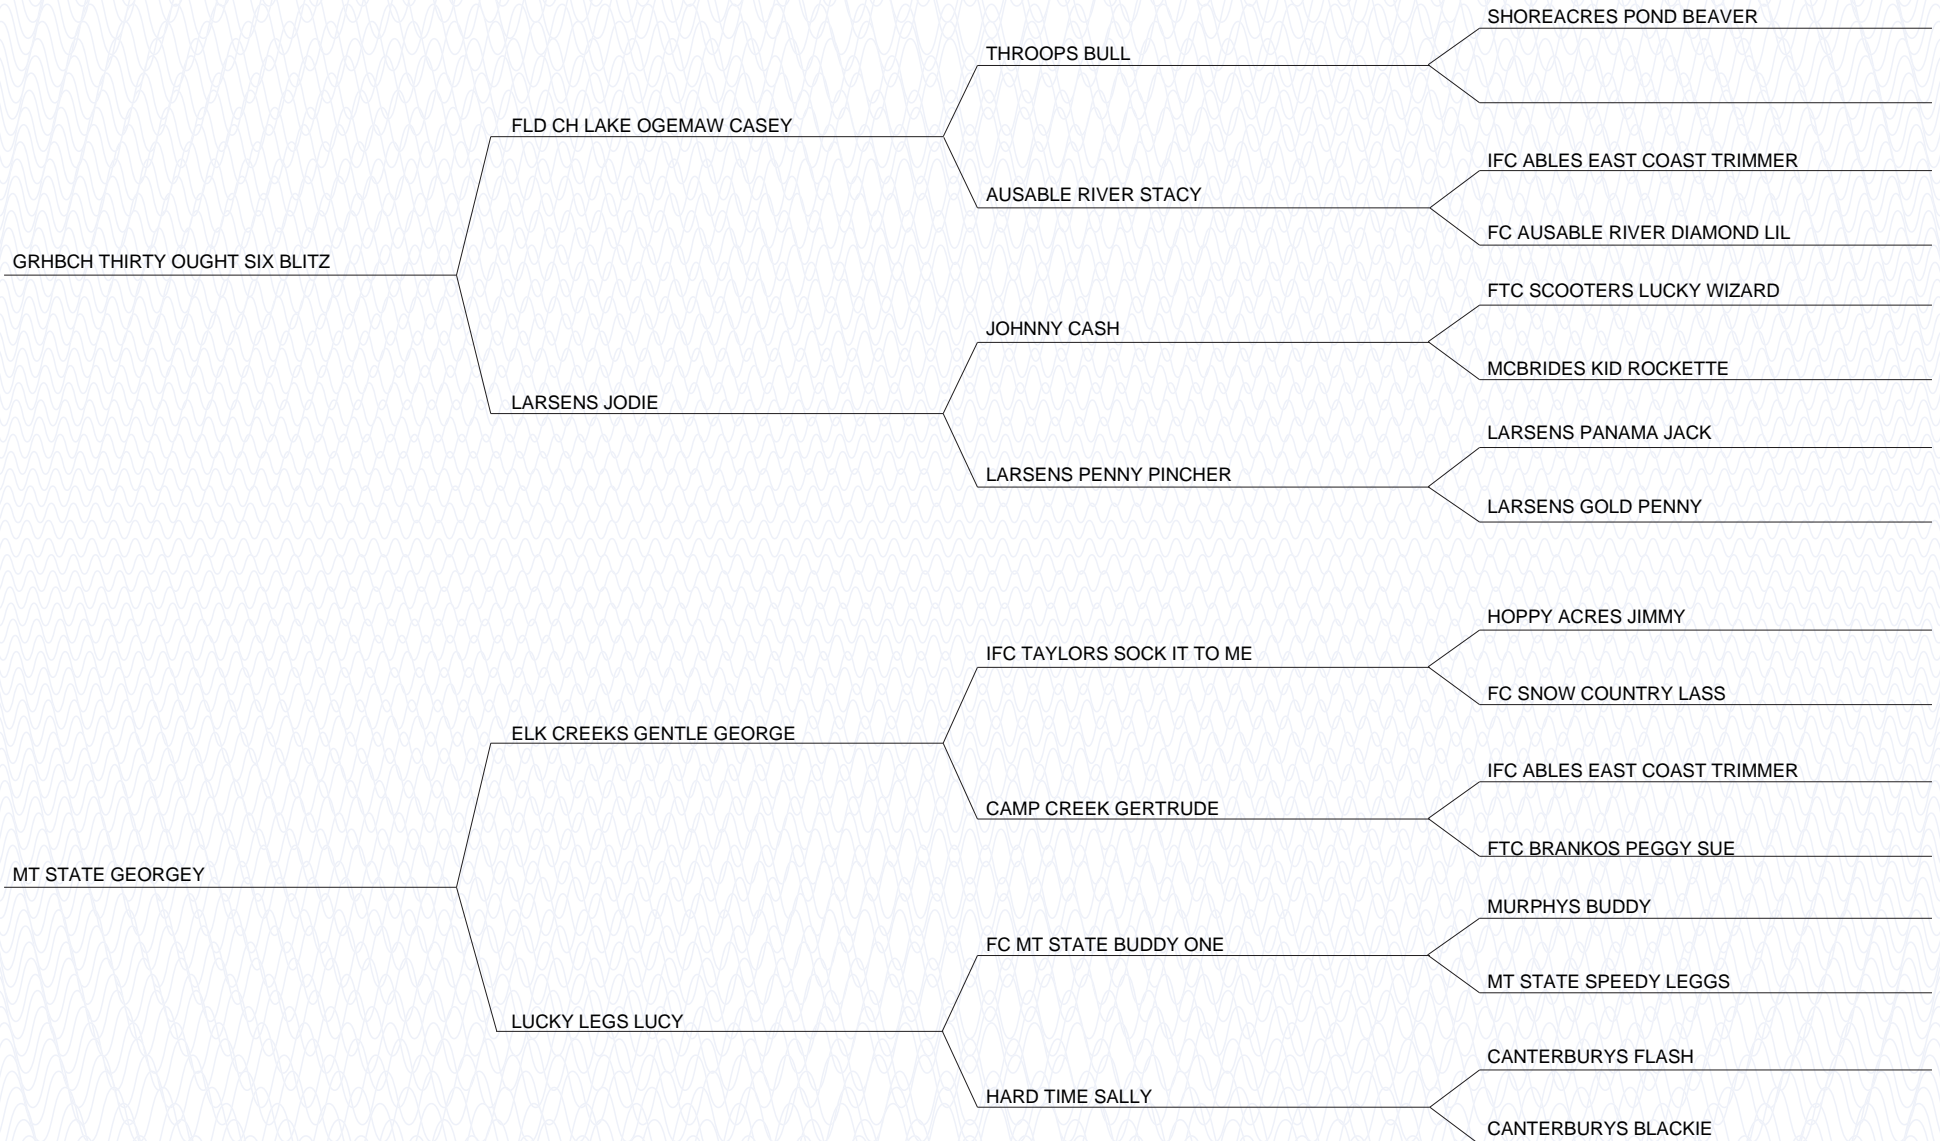 SHOREACRES POND BEAVER
THROOPS BULL
FLD CH LAKE OGEMAW CASEY
IFC ABLES EAST COAST TRIMMER
AUSABLE RIVER STACY
FC AUSABLE RIVER DIAMOND LIL
GRHBCH THIRTY OUGHT SIX BLITZ
FTC SCOOTERS LUCKY WIZARD
JOHNNY CASH
MCBRIDES KID ROCKETTE
LARSENS JODIE
LARSENS PANAMA JACK
LARSENS PENNY PINCHER
LARSENS GOLD PENNY
HOPPY ACRES JIMMY
IFC TAYLORS SOCK IT TO ME
FC SNOW COUNTRY LASS
ELK CREEKS GENTLE GEORGE
IFC ABLES EAST COAST TRIMMER
CAMP CREEK GERTRUDE
FTC BRANKOS PEGGY SUE
MT STATE GEORGEY
MURPHYS BUDDY
FC MT STATE BUDDY ONE
MT STATE SPEEDY LEGGS
LUCKY LEGS LUCY
CANTERBURYS FLASH
HARD TIME SALLY
CANTERBURYS BLACKIE